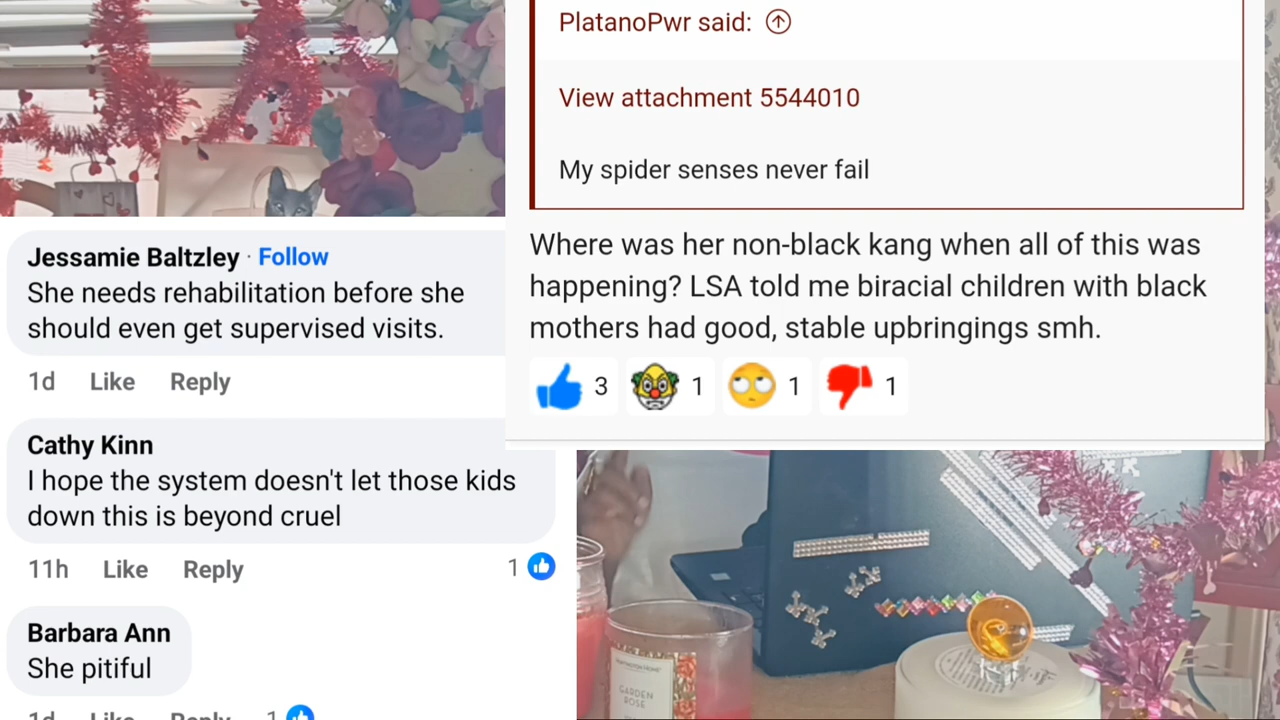 Jessamie Baltzley · Follow
She needs rehabilitation before she
should even get supervised visits.
1d Like Reply
Cathy Kinn
I hope the system doesn't let those kids
down this is beyond cruel
11h Like Reply 1
Barbara Ann
She pitiful
1d Like Reply 1
PlatanoPwr said:
View attachment 5544010
My spider senses never fail
Where was her non-black kang when all of this was
happening? LSA told me biracial children with black
mothers had good, stable upbringings smh.
3 1 1 1
GARDEN
ROSE